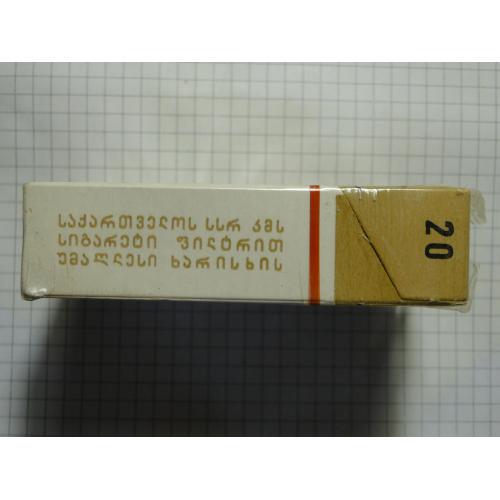 საქართველოს სსრ კმს
სიგარეტი ფილტრით
უმაღლესი ხარისხის
20